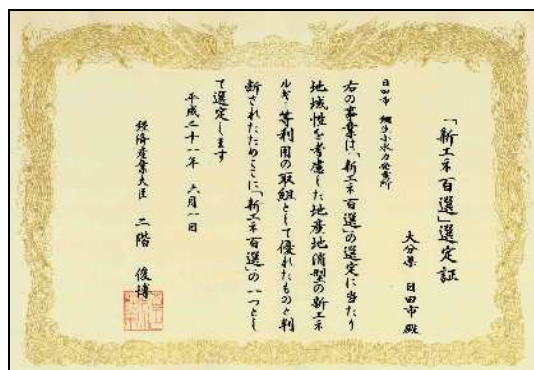 「新エネ百選」選定証
大分県 日田市 殿
日田市 小水力発電所
右の事業は「新エネ百選」の選定に当たり
地域性を考慮した地産地消型の新エネ
ルギー等利用の取組として優れたものと判
断されたためここに「新エネ百選」の一つとし
て選定します
平成二十一年 六月一日
経済産業大臣 二階 俊博